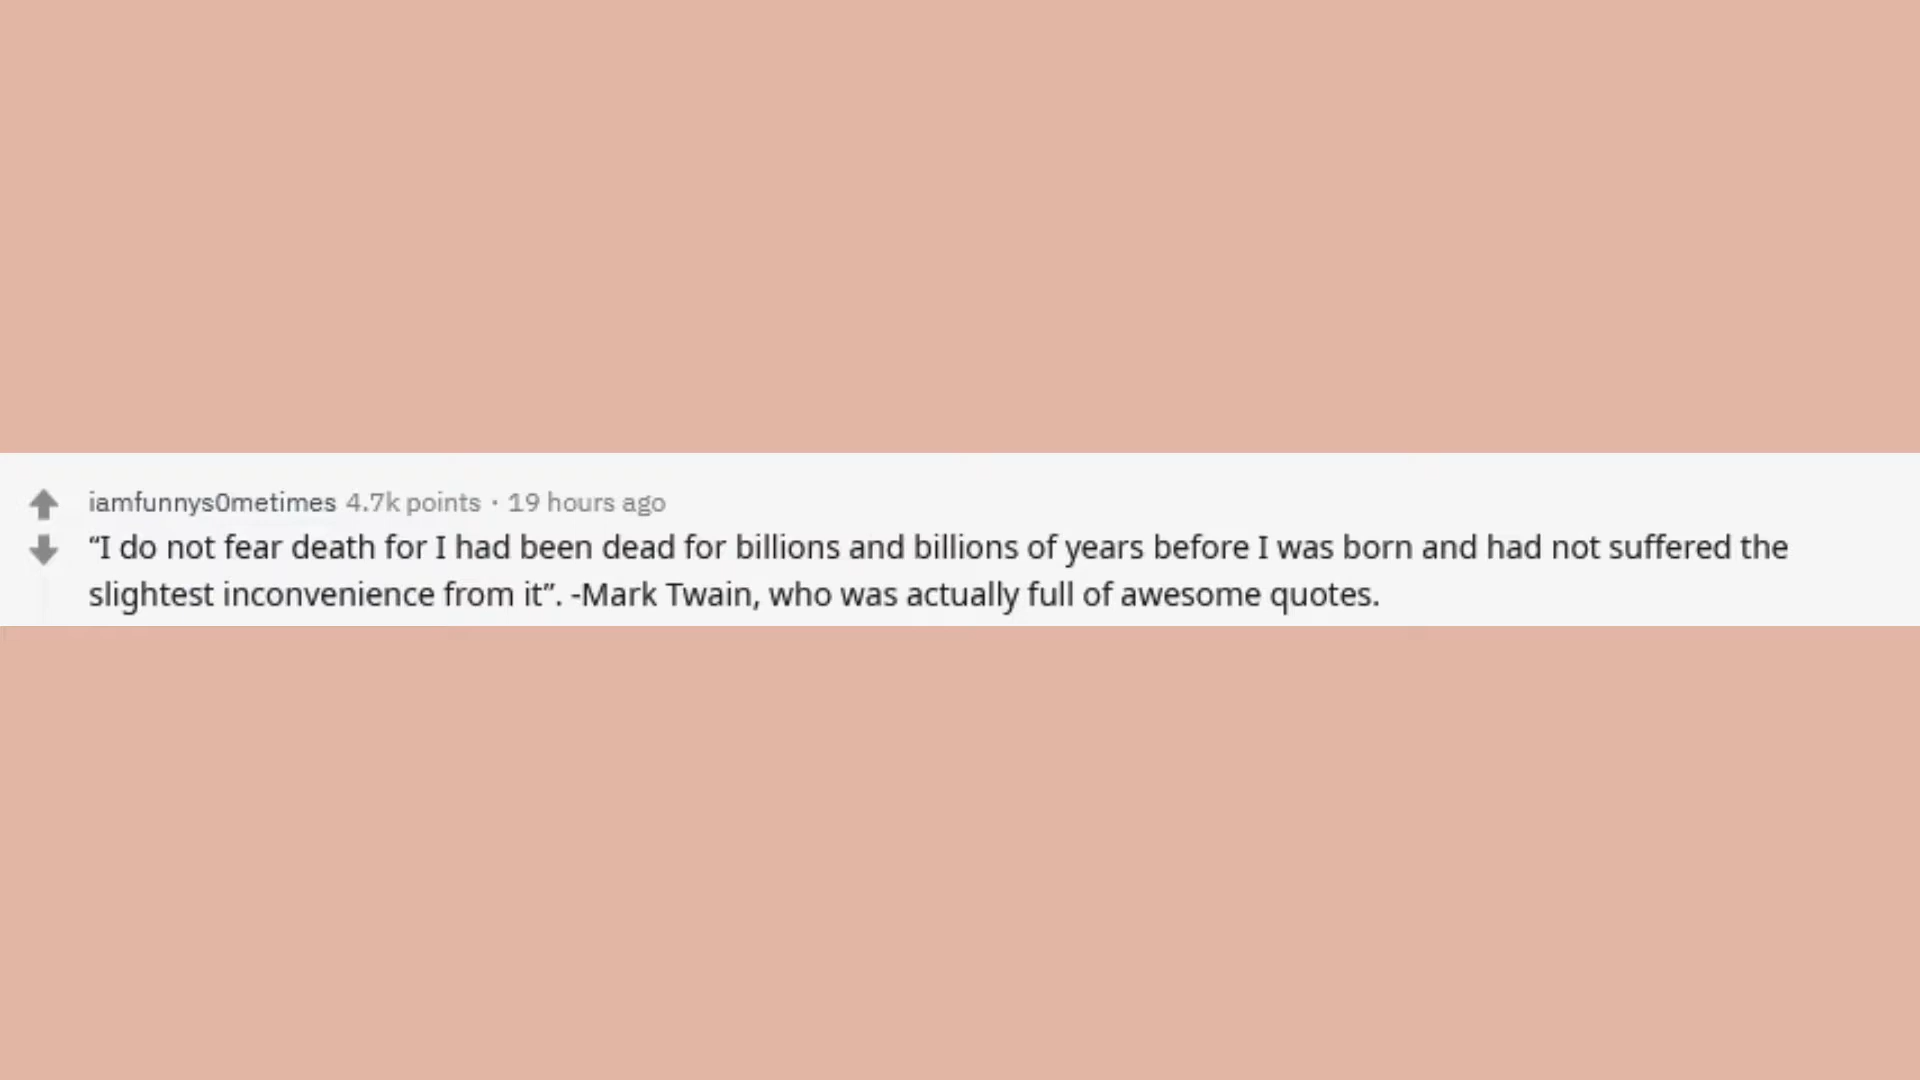 iamfunnys0metimes 4.7k points · 19 hours ago
“I do not fear death for I had been dead for billions and billions of years before I was born and had not suffered the
slightest inconvenience from it”. -Mark Twain, who was actually full of awesome quotes.